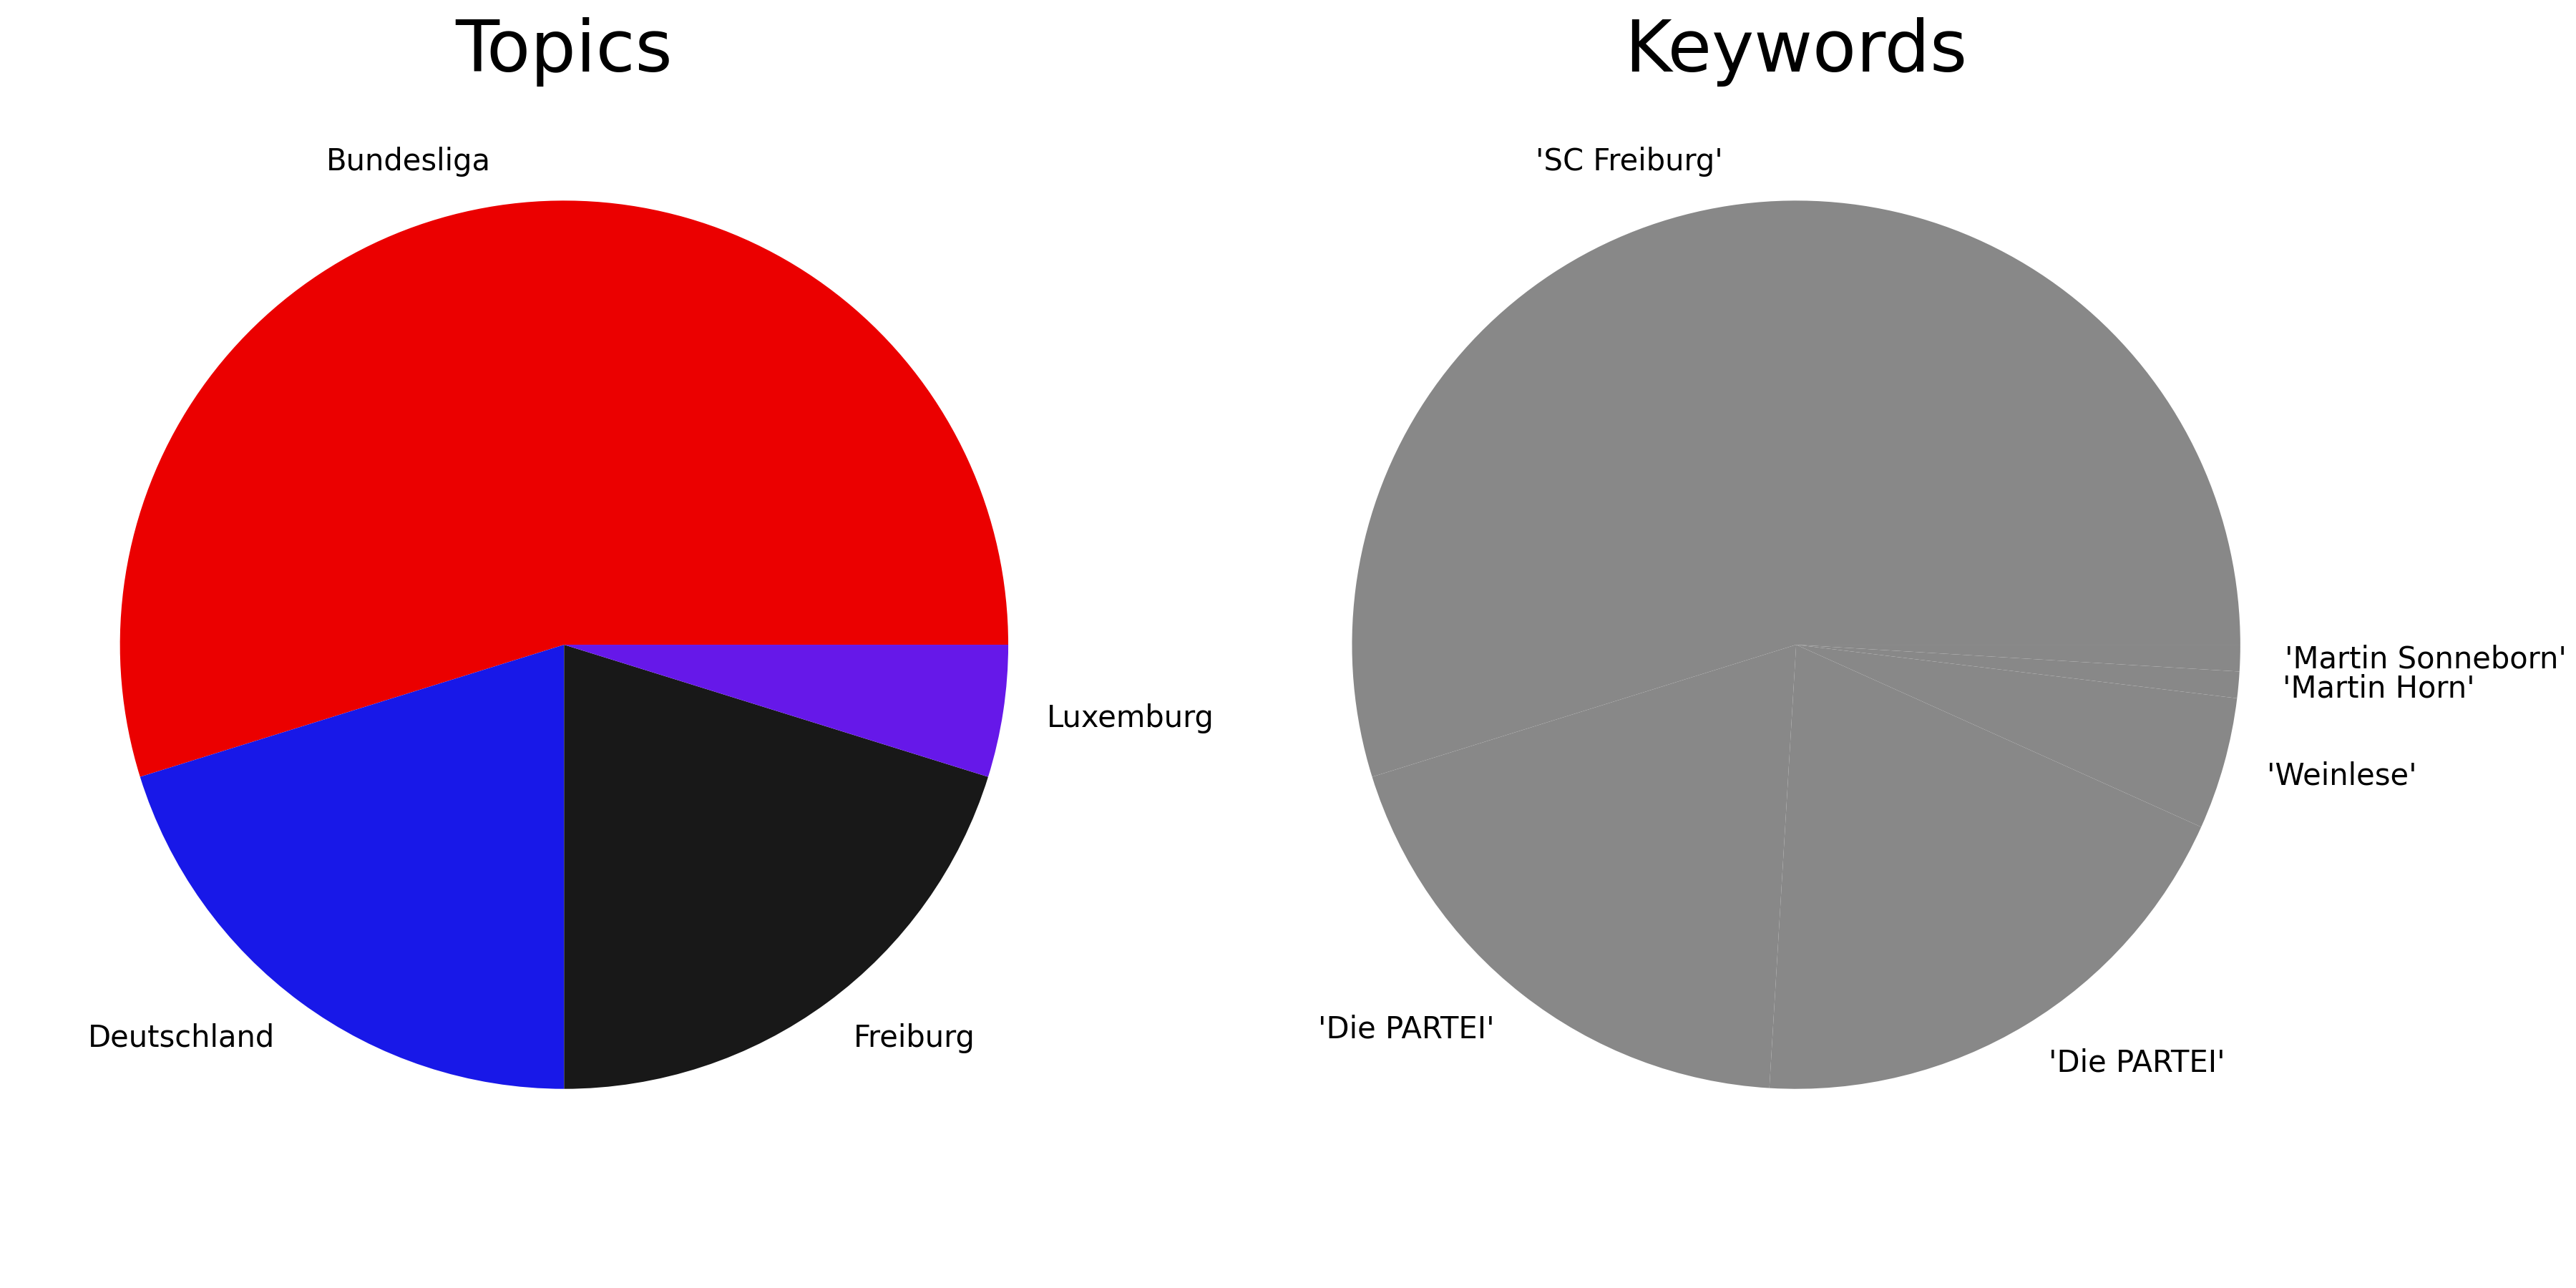 Topics
Bundesliga
Deutschland
Freiburg
Luxemburg
Keywords
'SC Freiburg'
'Die PARTEI'
'Die PARTEI'
'Weinlese'
'Martin Horn'
'Martin Sonneborn'